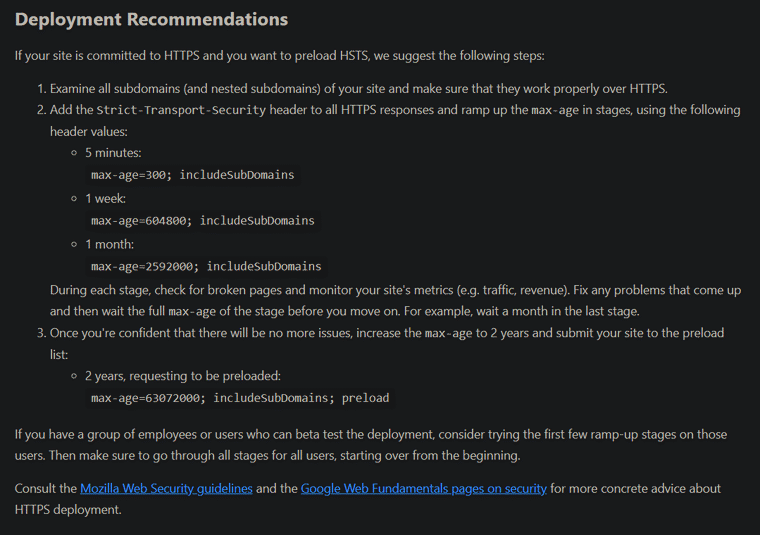 Deployment Recommendations
If your site is committed to HTTPS and you want to preload HSTS, we suggest the following steps:
1. Examine all subdomains (and nested subdomains) of your site and make sure that they work properly over HTTPS.
2. Add the Strict-Transport-Security header to all HTTPS responses and ramp up the max-age in stages, using the following
header values:
◦ 5 minutes:
max-age=300; includeSubDomains
◦ 1 week:
max-age=604800; includeSubDomains
◦ 1 month:
max-age=2592000; includeSubDomains
During each stage, check for broken pages and monitor your site's metrics (e.g. traffic, revenue). Fix any problems that come up
and then wait the full max-age of the stage before you move on. For example, wait a month in the last stage.
3. Once you're confident that there will be no more issues, increase the max-age to 2 years and submit your site to the preload
list:
◦ 2 years, requesting to be preloaded:
max-age=63072000; includeSubDomains; preload
If you have a group of employees or users who can beta test the deployment, consider trying the first few ramp-up stages on those
users. Then make sure to go through all stages for all users, starting over from the beginning.
Consult the Mozilla Web Security guidelines and the Google Web Fundamentals pages on security for more concrete advice about
HTTPS deployment.